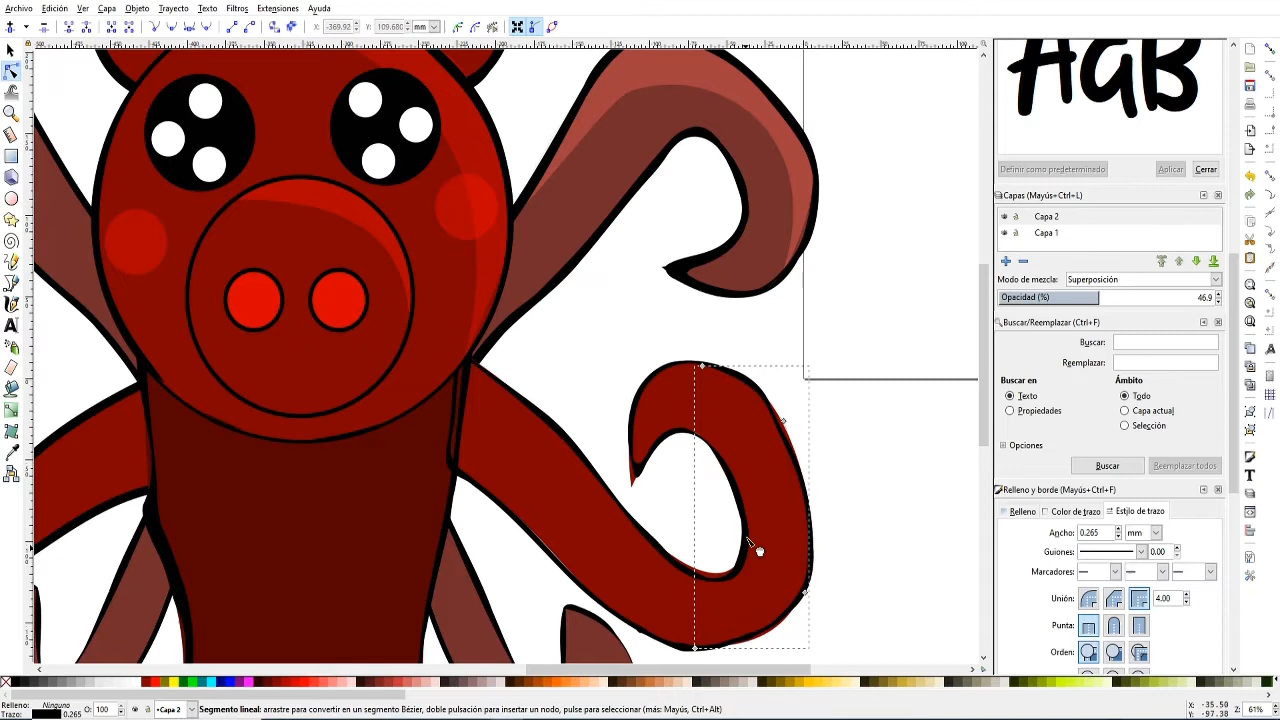 Archivo Edición Ver Capa Objeto Trayecto Texto Filtros Extensiones Ayuda
X: -369.92 Y: 109.680 mm
AGB
Definir como predeterminado Aplicar Cerrar
Capas (Mayús+Ctrl+L)
Capa 2
Capa 1
Modo de mezcla: Superposición
Opacidad (%) 46.9
Buscar/Reemplazar (Ctrl+F)
Buscar:
Reemplazar:
Buscar en Ámbito
Texto Todo
Propiedades Capa actual
Selección
Opciones
Buscar Reemplazar todos
Relleno y borde (Mayús+Ctrl+F)
Relleno Color de trazo Estilo de trazo
Ancho: 0.265 mm
Guiones: 0.00
Marcadores:
Unión: 4.00
Punta:
Orden:
Relleno: Ninguno
Trazo: 0.265
O: 100
Capa 2
Segmento lineal: arrastre para convertir en un segmento Bézier, doble pulsación para insertar un nodo, pulse para seleccionar (más: Mayús, Ctrl+Alt)
X: -35.50
Y: -97.38
Z: 61%